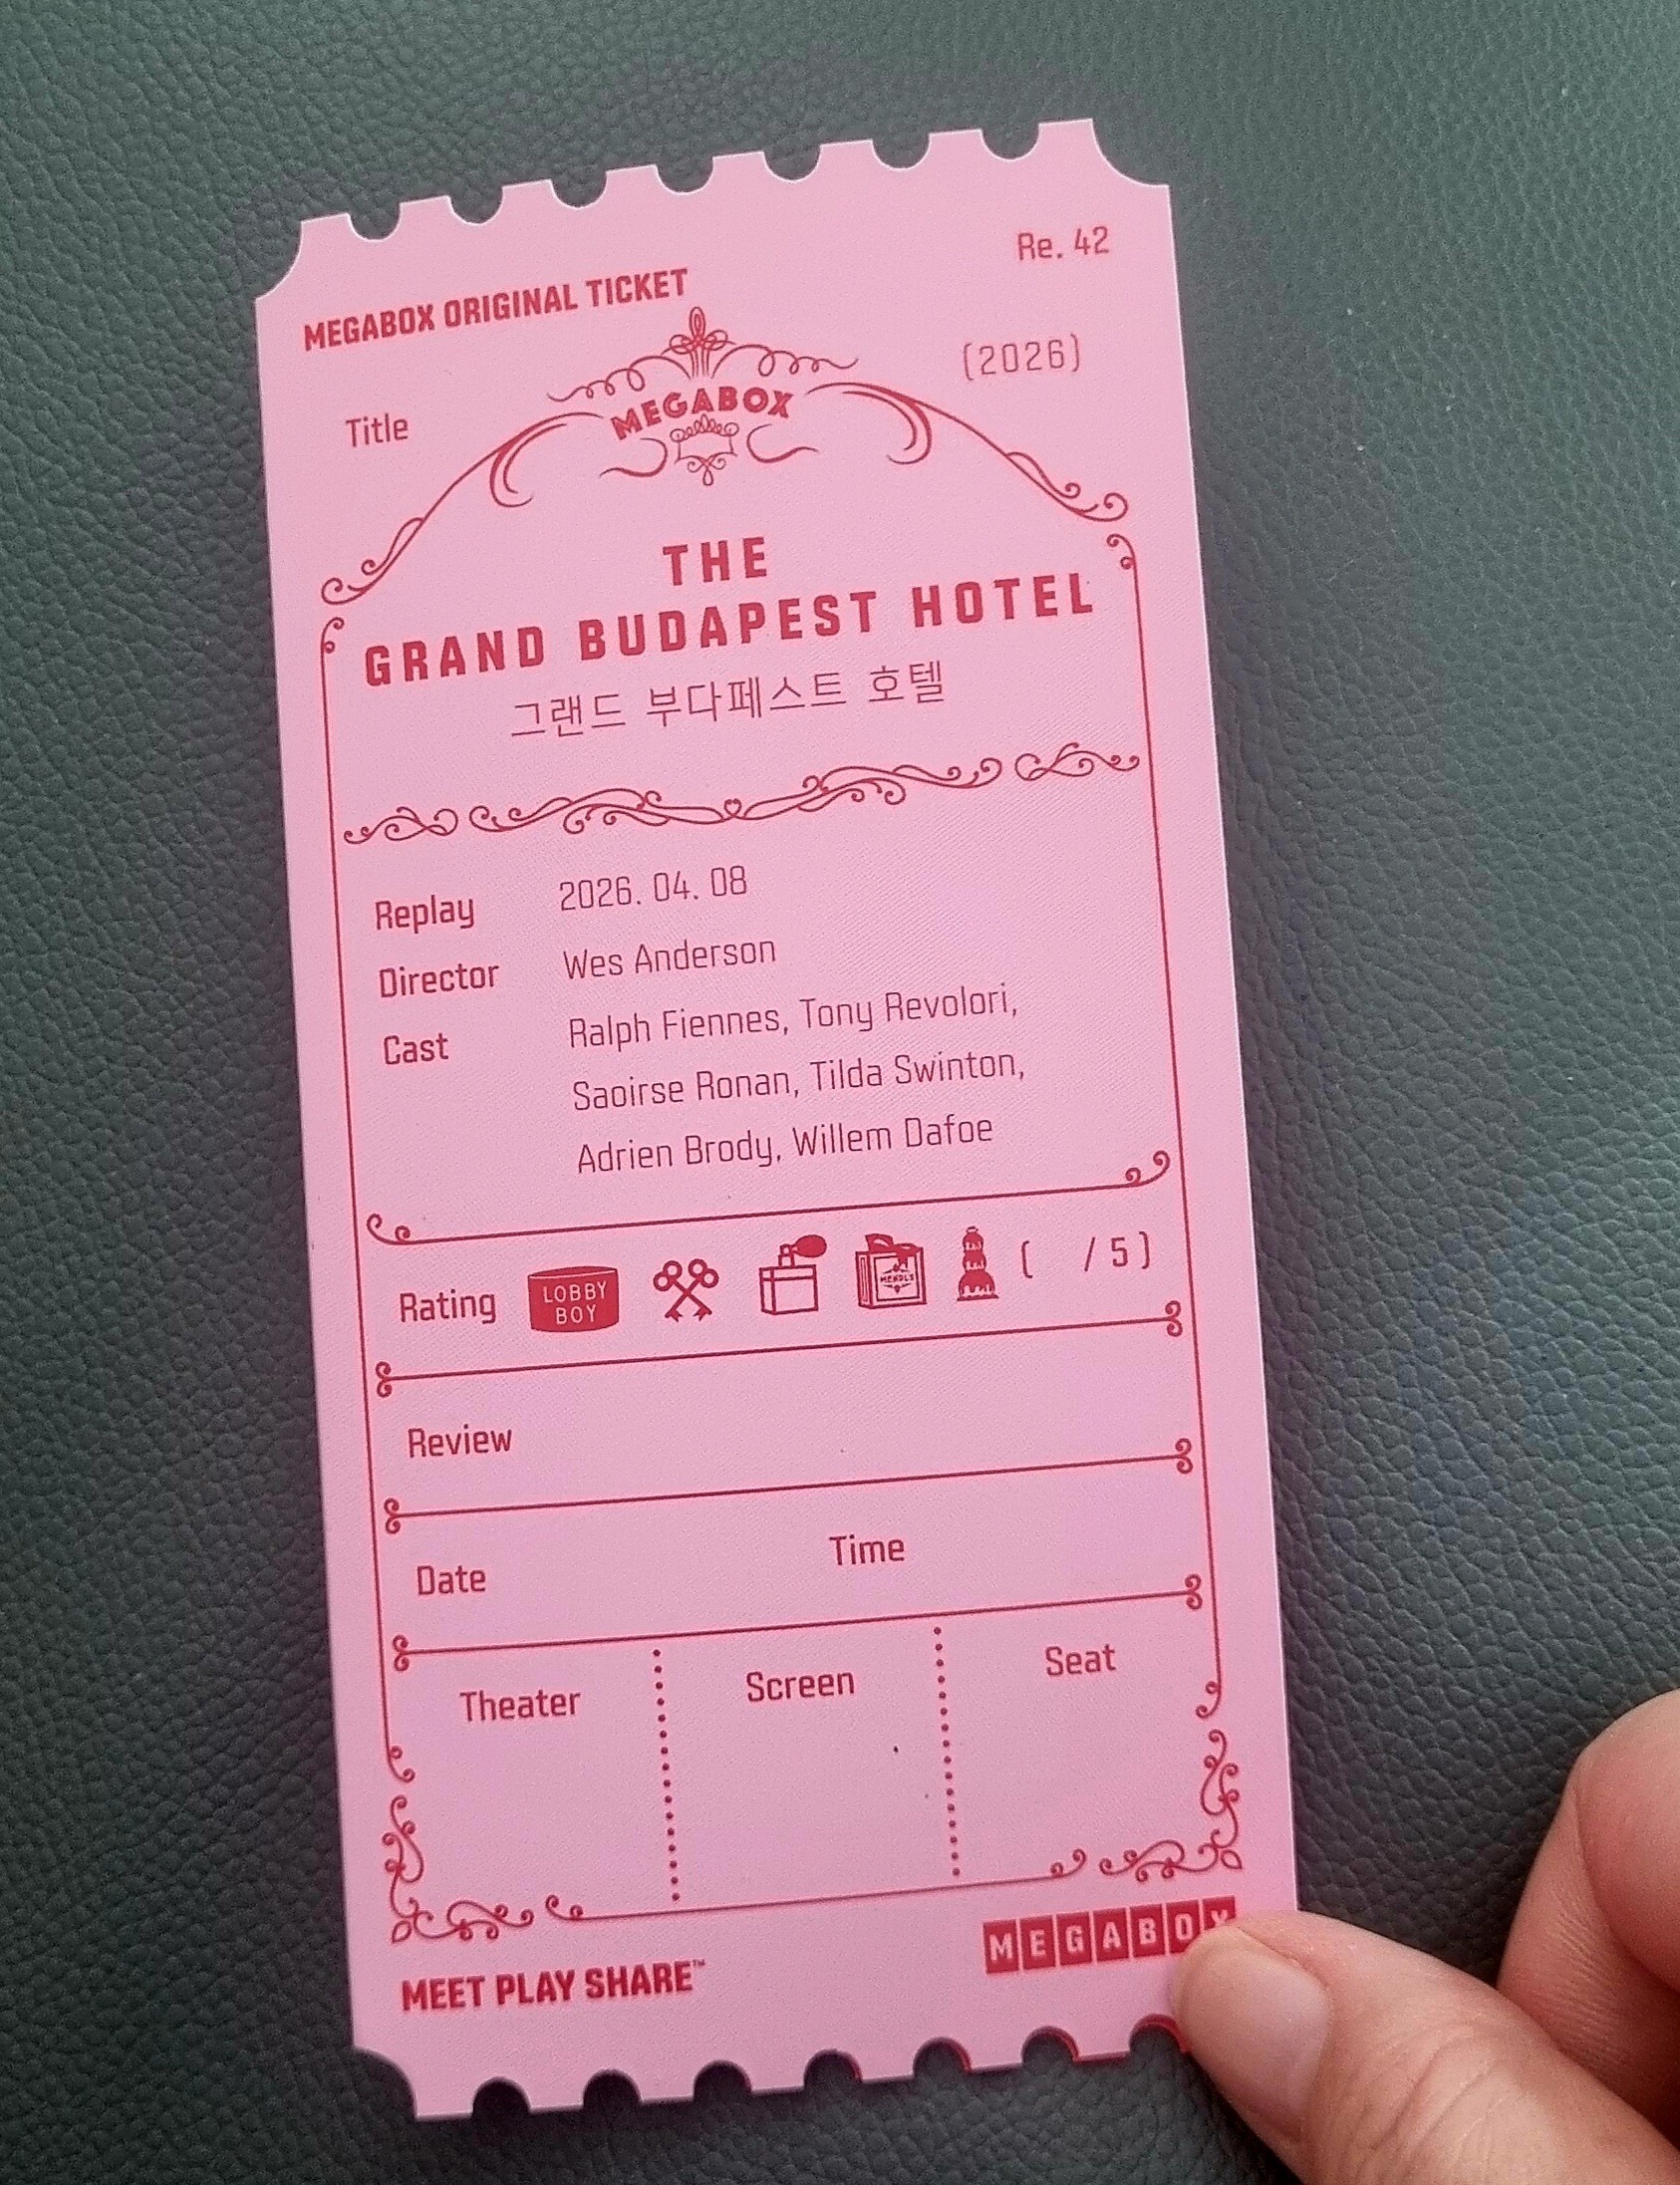 Re. 42
MEGABOX ORIGINAL TICKET
(2026)
Title
MEGABOX
THE
GRAND BUDAPEST HOTEL
그랜드 부다페스트 호텔
Replay 2026. 04. 08
Director Wes Anderson
Cast Ralph Fiennes, Tony Revolori,
Saoirse Ronan, Tilda Swinton,
Adrien Brody, Willem Dafoe
Rating LOBBY BOY MENDL'S ( /5)
Review
Date Time
Theater Screen Seat
MEET PLAY SHARE™
MEGABOX